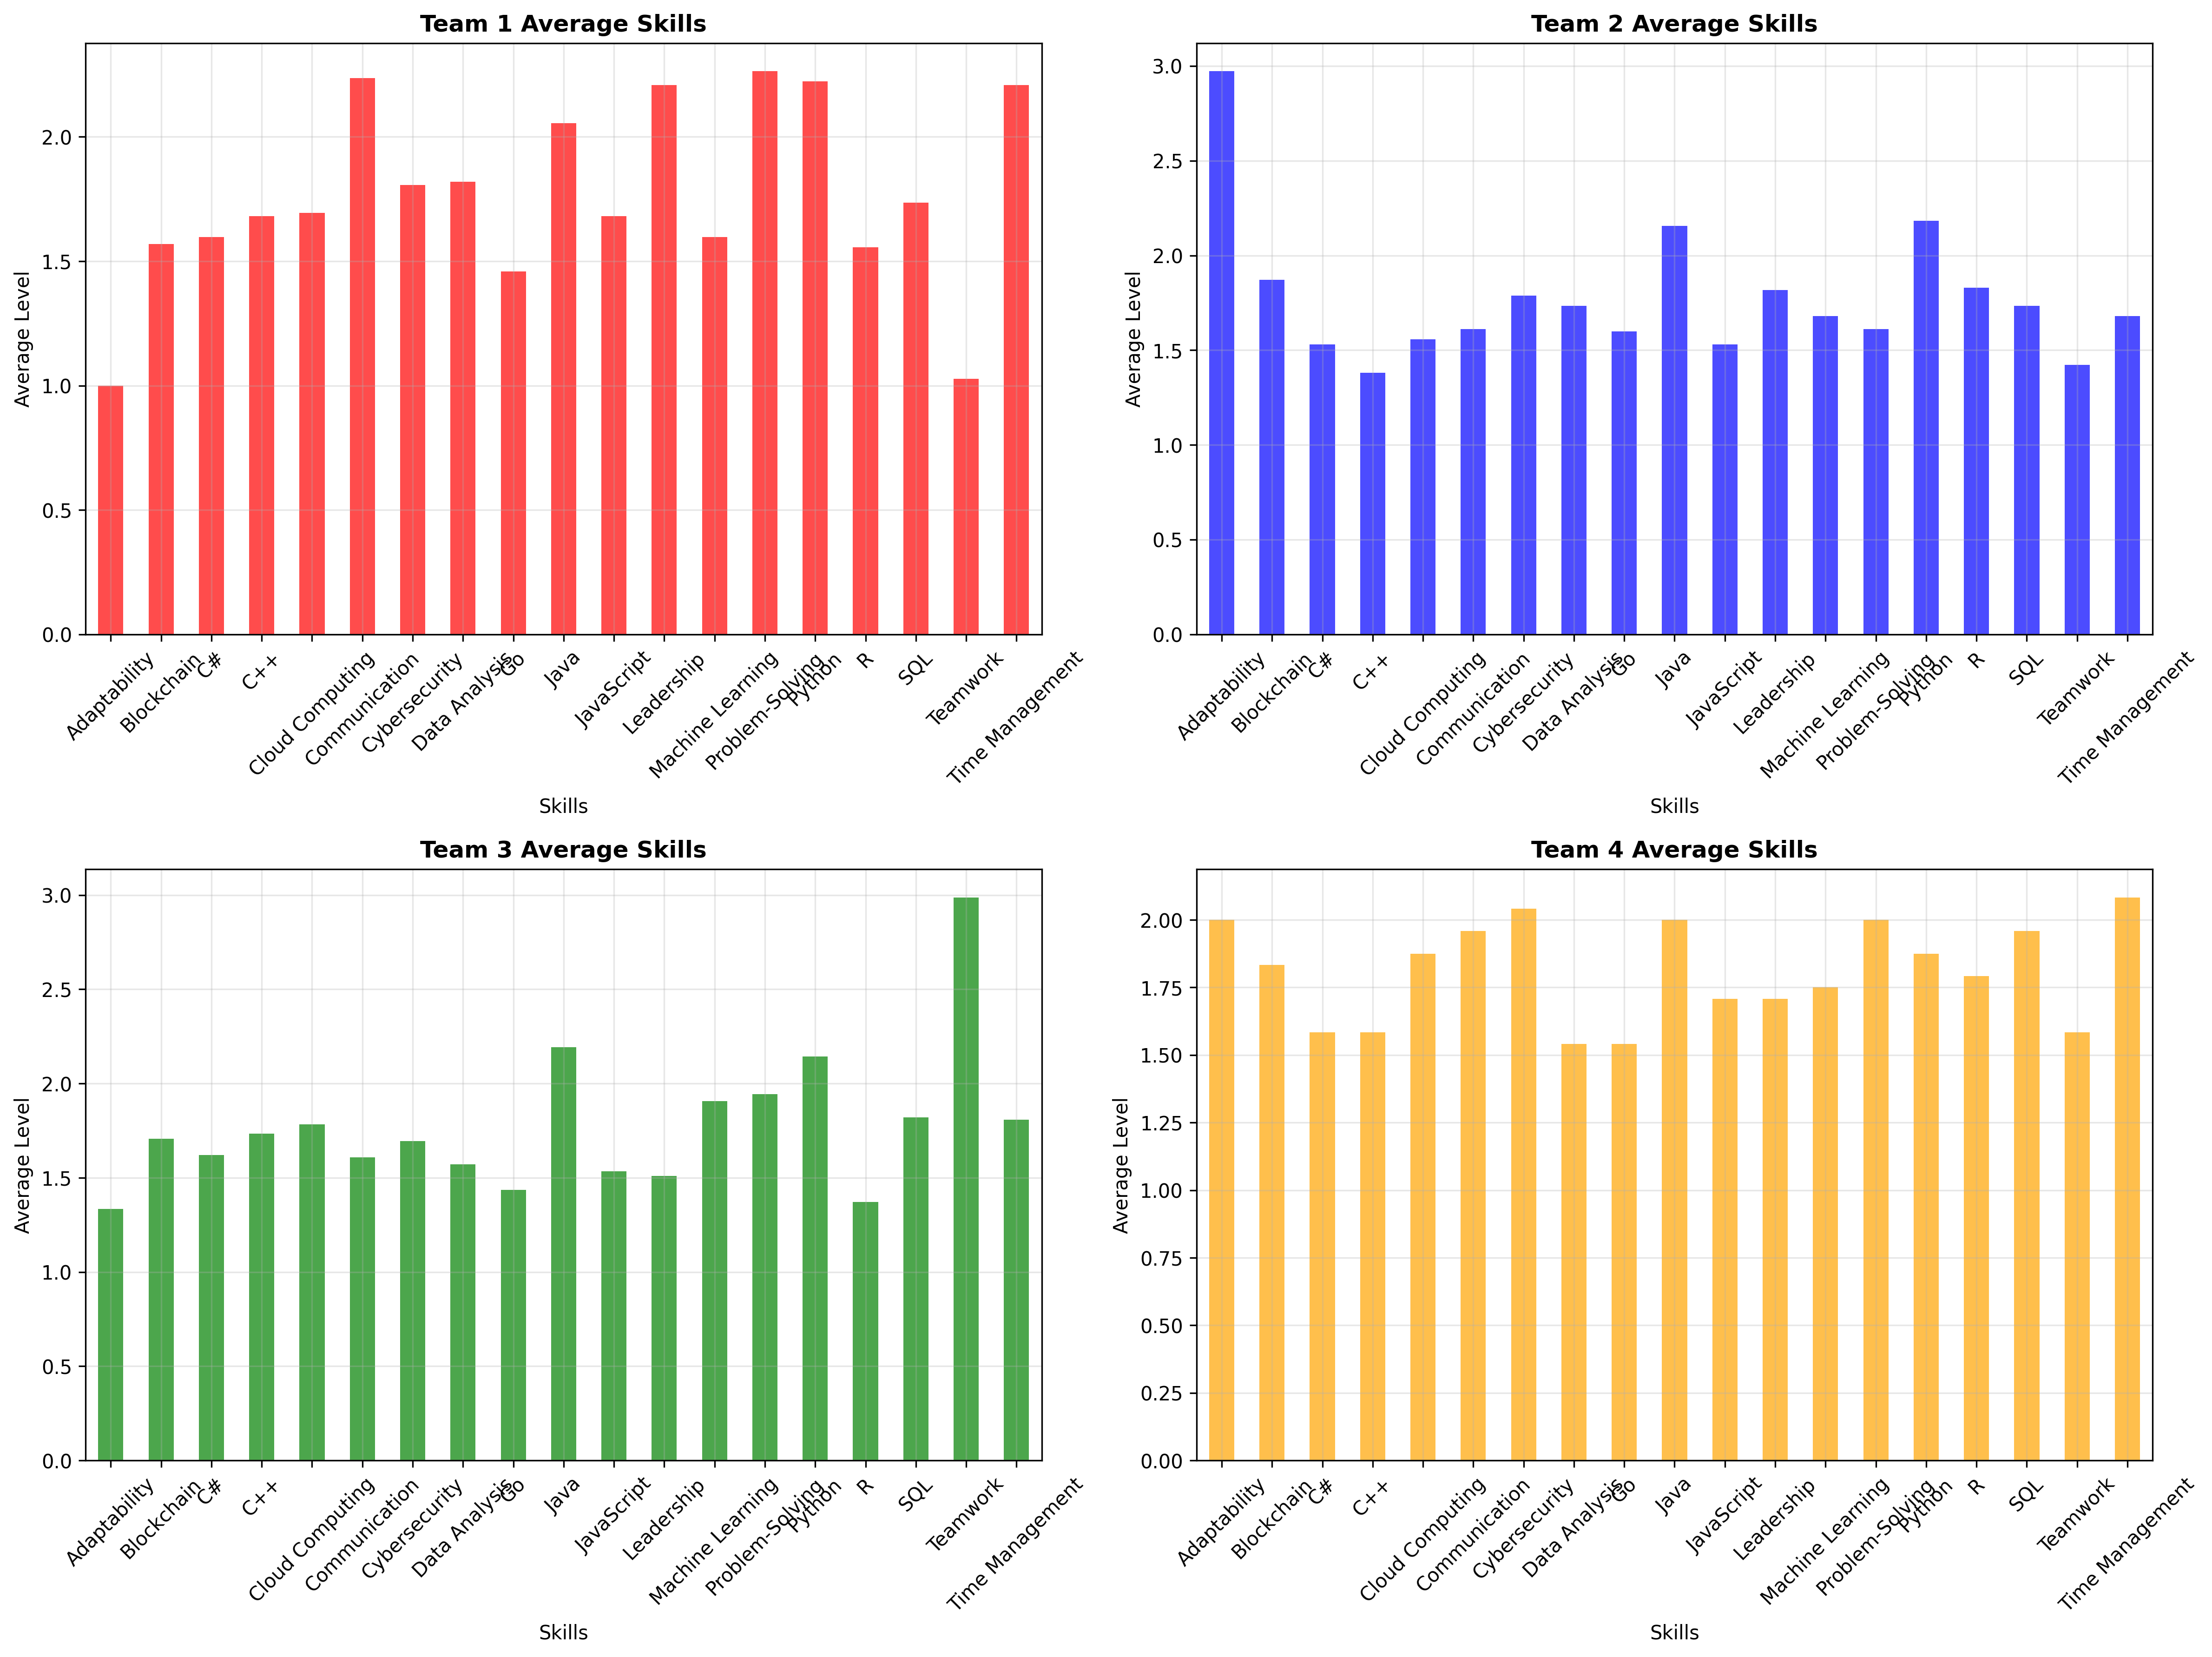 Team 1 Average Skills
Average Level
2.0
1.5
1.0
0.5
0.0
Adaptability
Blockchain
C#
C++
Cloud Computing
Communication
Cybersecurity
Data Analysis
Go
Java
JavaScript
Leadership
Machine Learning
Problem-Solving
Python
R
SQL
Teamwork
Time Management
Skills
Team 2 Average Skills
Average Level
3.0
2.5
2.0
1.5
1.0
0.5
0.0
Adaptability
Blockchain
C#
C++
Cloud Computing
Communication
Cybersecurity
Data Analysis
Go
Java
JavaScript
Leadership
Machine Learning
Problem-Solving
Python
R
SQL
Teamwork
Time Management
Skills
Team 3 Average Skills
Average Level
3.0
2.5
2.0
1.5
1.0
0.5
0.0
Adaptability
Blockchain
C#
C++
Cloud Computing
Communication
Cybersecurity
Data Analysis
Go
Java
JavaScript
Leadership
Machine Learning
Problem-Solving
Python
R
SQL
Teamwork
Time Management
Skills
Team 4 Average Skills
Average Level
2.00
1.75
1.50
1.25
1.00
0.75
0.50
0.25
0.00
Adaptability
Blockchain
C#
C++
Cloud Computing
Communication
Cybersecurity
Data Analysis
Go
Java
JavaScript
Leadership
Machine Learning
Problem-Solving
Python
R
SQL
Teamwork
Time Management
Skills